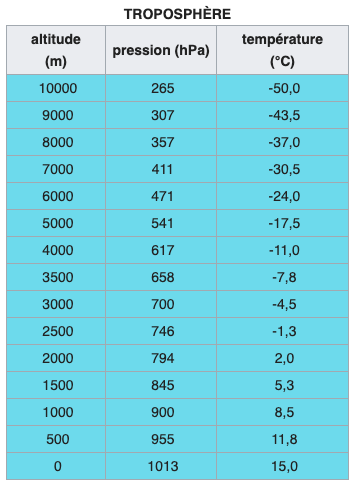 TROPOSPHÈRE
altitude (m) pression (hPa) température (°C)
10000 265 -50,0
9000 307 -43,5
8000 357 -37,0
7000 411 -30,5
6000 471 -24,0
5000 541 -17,5
4000 617 -11,0
3500 658 -7,8
3000 700 -4,5
2500 746 -1,3
2000 794 2,0
1500 845 5,3
1000 900 8,5
500 955 11,8
0 1013 15,0